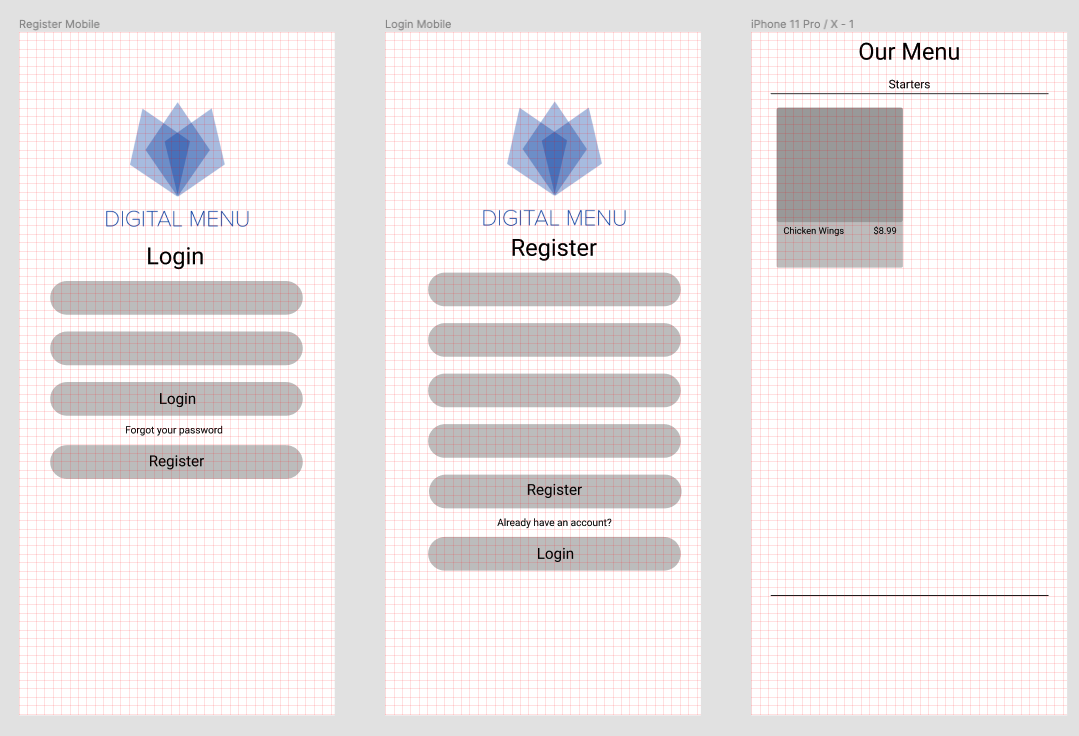 Register Mobile
DIGITAL MENU
Login
Login
Forgot your password
Register
Login Mobile
DIGITAL MENU
Register
Register
Already have an account?
Login
iPhone 11 Pro / X - 1
Our Menu
Starters
Chicken Wings $8.99